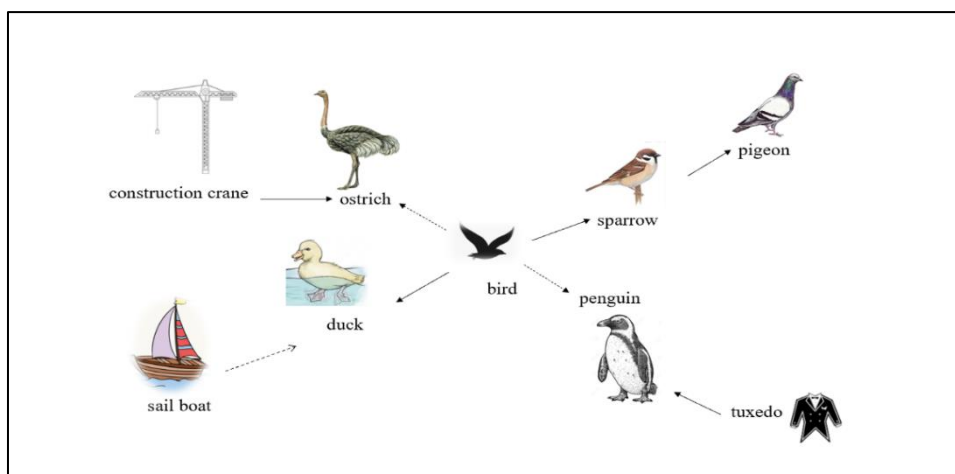 pigeon
construction crane
ostrich
sparrow
bird
penguin
duck
sail boat
tuxedo